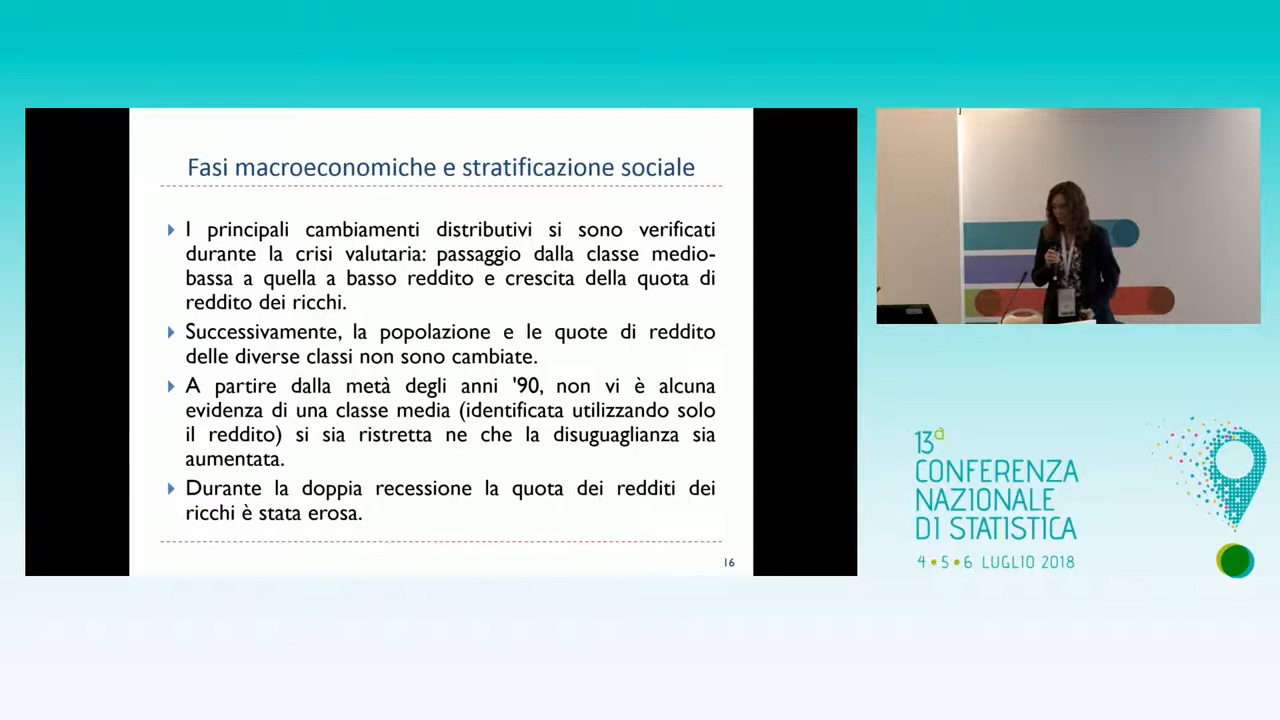 Fasi macroeconomiche e stratificazione sociale
I principali cambiamenti distributivi si sono verificati
durante la crisi valutaria: passaggio dalla classe medio-
bassa a quella a basso reddito e crescita della quota di
reddito dei ricchi.
Successivamente, la popolazione e le quote di reddito
delle diverse classi non sono cambiate.
A partire dalla metà degli anni '90, non vi è alcuna
evidenza di una classe media (identificata utilizzando solo
il reddito) si sia ristretta ne che la disuguaglianza sia
aumentata.
Durante la doppia recessione la quota dei redditi dei
ricchi è stata erosa.
16
13ª
CONFERENZA
NAZIONALE
DI STATISTICA
4 • 5 • 6 LUGLIO 2018